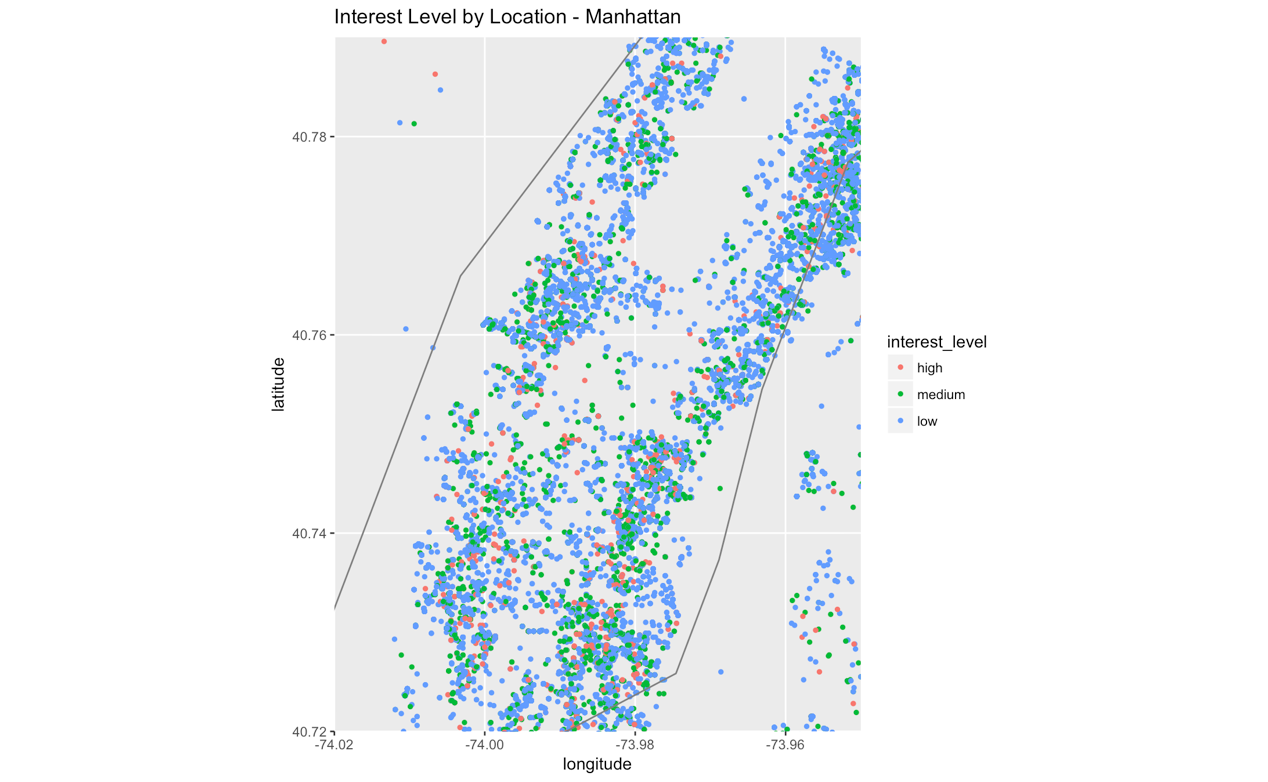 Interest Level by Location - Manhattan
40.78
40.76
40.74
40.72
latitude
-74.02
-74.00
-73.98
-73.96
longitude
interest_level
high
medium
low